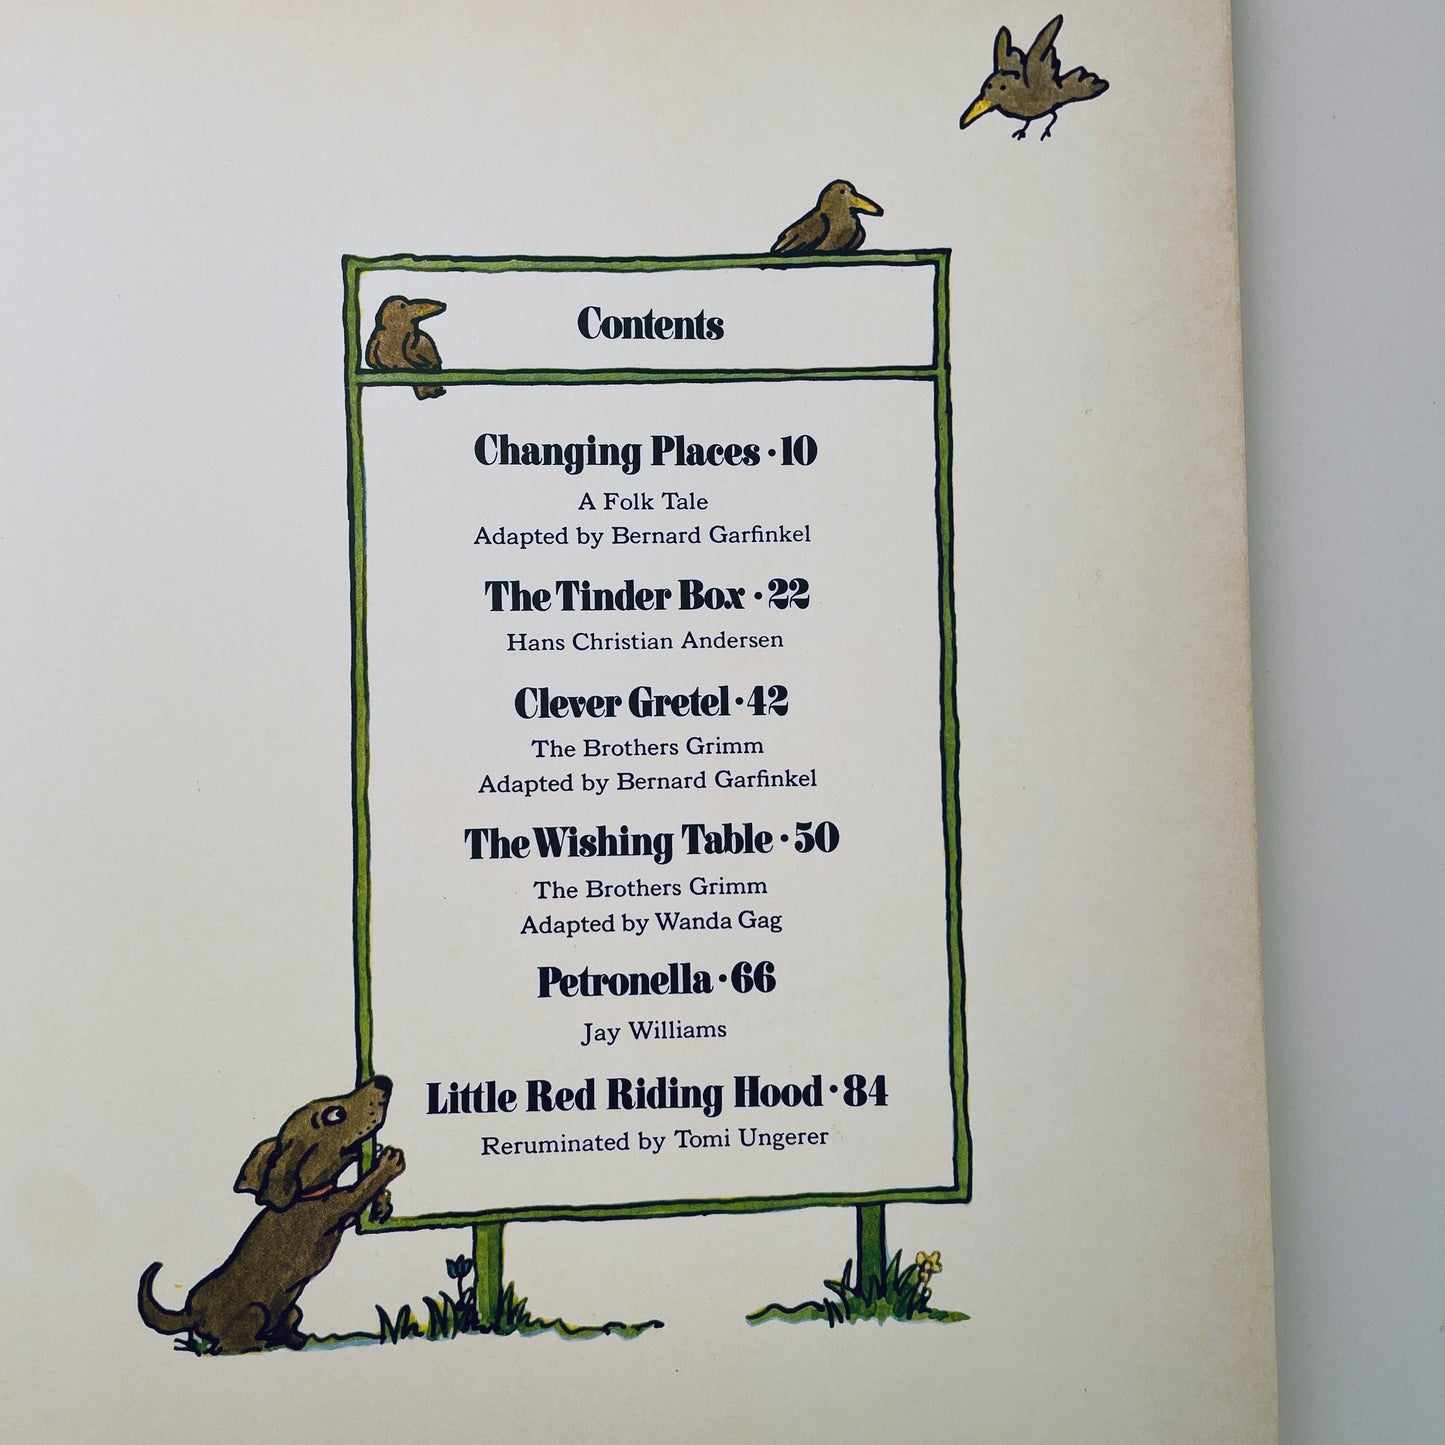 Contents
Changing Places · 10
A Folk Tale
Adapted by Bernard Garfinkel
The Tinder Box · 22
Hans Christian Andersen
Clever Gretel · 42
The Brothers Grimm
Adapted by Bernard Garfinkel
The Wishing Table · 50
The Brothers Grimm
Adapted by Wanda Gag
Petronella · 66
Jay Williams
Little Red Riding Hood · 84
Reruminated by Tomi Ungerer